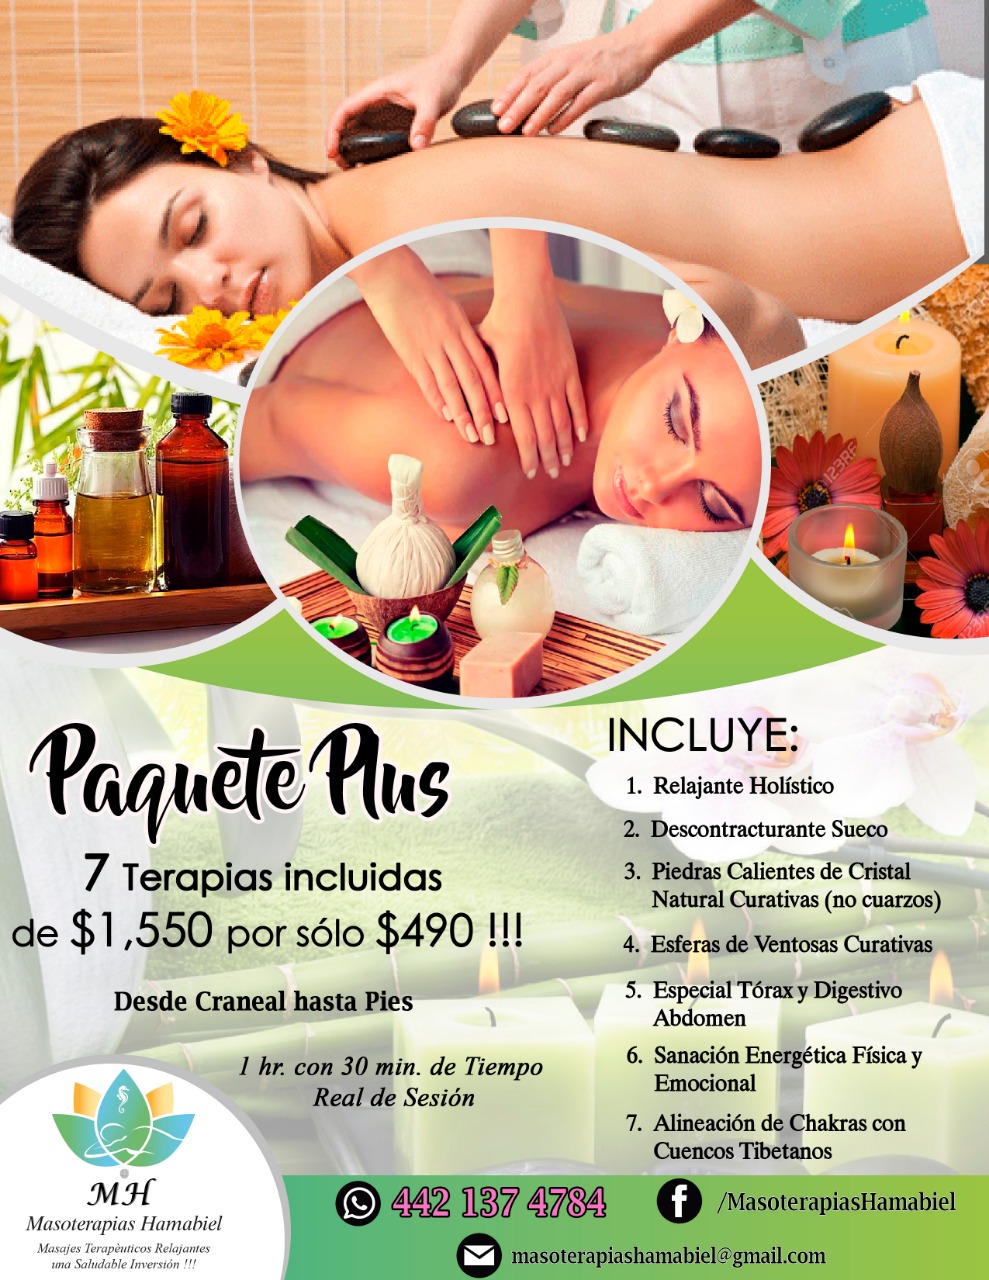 Paquete Plus
7 Terapias incluidas
de $1,550 por sólo $490 !!!
Desde Craneal hasta Pies
1 hr. con 30 min. de Tiempo
Real de Sesión
INCLUYE:
1. Relajante Holístico
2. Descontracturante Sueco
3. Piedras Calientes de Cristal
Natural Curativas (no cuarzos)
4. Esferas de Ventosas Curativas
5. Especial Tórax y Digestivo
Abdomen
6. Sanación Energética Física y
Emocional
7. Alineación de Chakras con
Cuencos Tibetanos
MH
Masoterapias Hamabiel
Masajes Terapèuticos Relajantes
una Saludable Inversión !!!
442 137 4784
/MasoterapiasHamabiel
masoterapiashamabiel@gmail.com
123RF